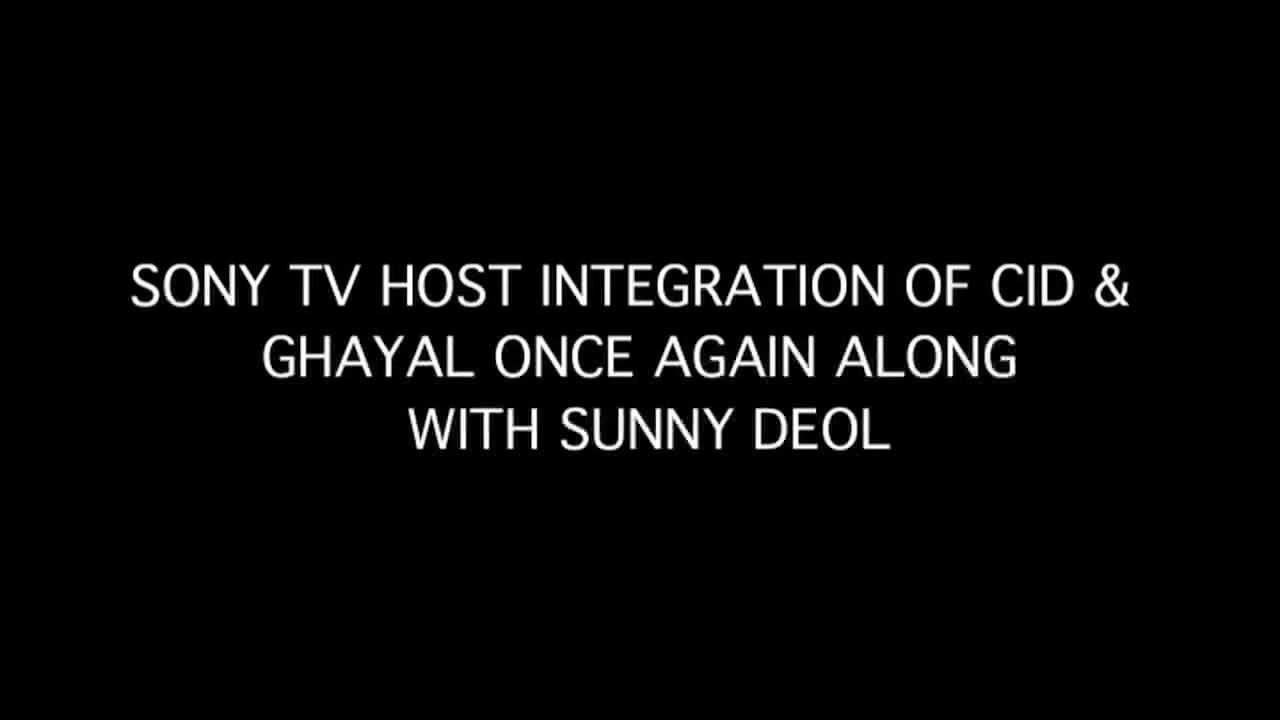 SONY TV HOST INTEGRATION OF CID &
GHAYAL ONCE AGAIN ALONG
WITH SUNNY DEOL